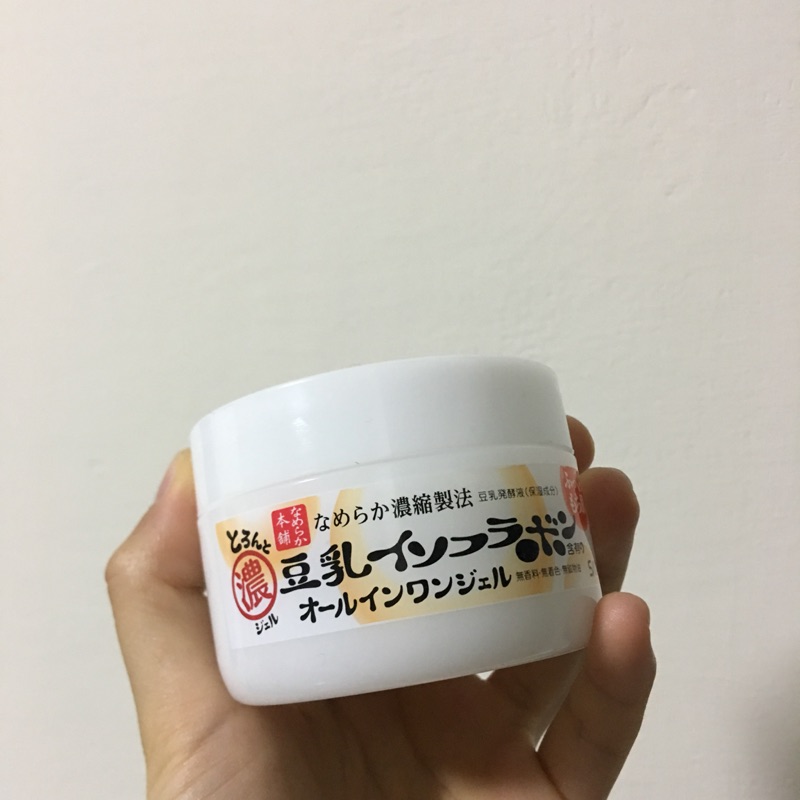 なめらか
本舗
なめらか濃縮製法
豆乳発酵液(保湿成分)
とろんと
濃
ジェル
豆乳イソフラボン
含有
オールインワンジェル
無香料・無着色・無鉱物油